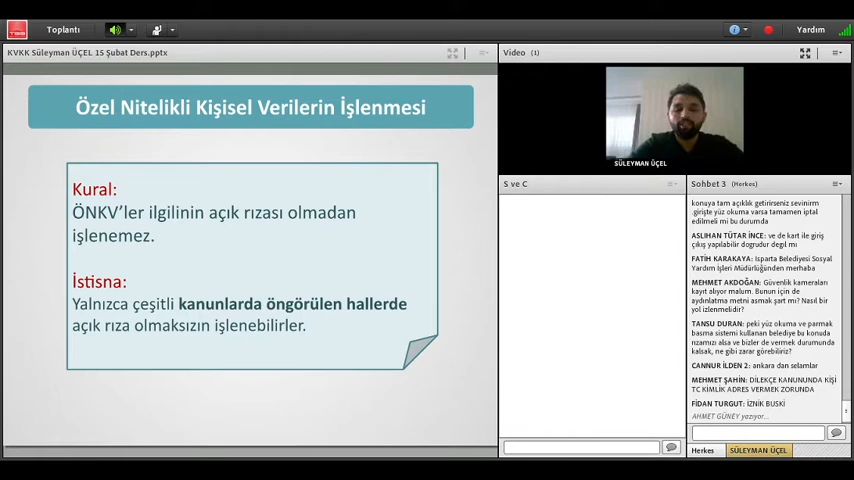 Toplantı
Yardım
KVKK Süleyman ÜÇEL 15 Şubat Ders.pptx
Özel Nitelikli Kişisel Verilerin İşlenmesi
Kural:
ÖNKV’ler ilgilinin açık rızası olmadan
işlenemez.
İstisna:
Yalnızca çeşitli kanunlarda öngörülen hallerde
açık rıza olmaksızın işlenebilirler.
Video (1)
SÜLEYMAN ÜÇEL
S ve C
Sohbet 3 (Herkes)
konuya tam açıklık getirirseniz sevinirim
.girişte yüz okuma varsa tamamen iptal
edilmeli mi bu durumda
ASLIHAN TÜTAR İNCE: ve de kart ile giriş
çıkış yapılabilir dogrudur degıl mı
FATİH KARAKAYA: Isparta Belediyesi Sosyal
Yardım İşleri Müdürlüğünden merhaba
MEHMET AKDOĞAN: Güvenlik kameraları
kayıt alıyor malum. Bunun için de
aydınlatma metni asmak şart mı? Nasıl bir
yol izlenmelidir?
TANSU DURAN: peki yüz okuma ve parmak
basma sistemi kullanan belediye bu konuda
rızamızı alsa ve bizler de vermek durumunda
kalsak, ne gibi zarar görebiliriz?
CANNUR İLDEN 2: ankara dan selamlar
MEHMET ŞAHİN: DİLEKÇE KANUNUNDA KİŞİ
TC KİMLİK ADRES VERMEK ZORUNDA
FİDAN TURGUT: İZNİK BUSKİ
AHMET GÜNEY yazıyor...
Herkes
SÜLEYMAN ÜÇEL